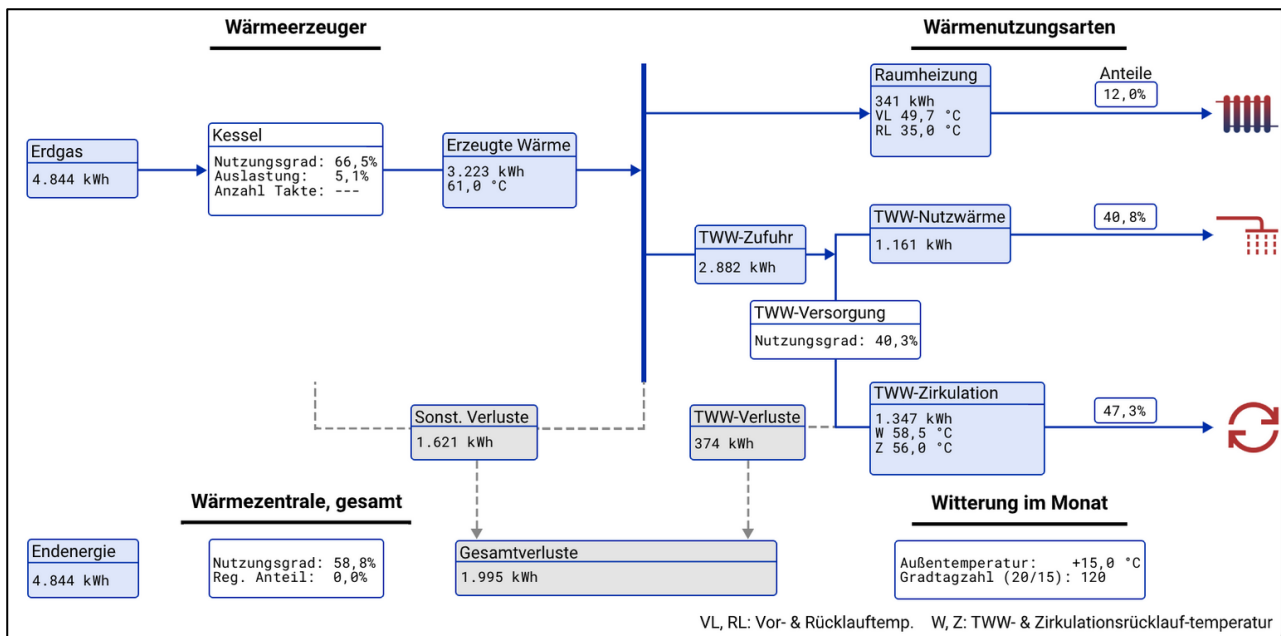 Wärmeerzeuger
Wärmenutzungsarten
Erdgas
4.844 kWh
Kessel
Nutzungsgrad: 66,5%
Auslastung: 5,1%
Anzahl Takte: ---
Erzeugte Wärme
3.223 kWh
61,0 °C
Raumheizung
341 kWh
VL 49,7 °C
RL 35,0 °C
Anteile
12,0%
TWW-Zufuhr
2.882 kWh
TWW-Nutzwärme
1.161 kWh
40,8%
TWW-Versorgung
Nutzungsgrad: 40,3%
TWW-Zirkulation
1.347 kWh
W 58,5 °C
Z 56,0 °C
47,3%
Sonst. Verluste
1.621 kWh
TWW-Verluste
374 kWh
Wärmezentrale, gesamt
Witterung im Monat
Endenergie
4.844 kWh
Nutzungsgrad: 58,8%
Reg. Anteil: 0,0%
Gesamtverluste
1.995 kWh
Außentemperatur: +15,0 °C
Gradtagzahl (20/15): 120
VL, RL: Vor- & Rücklauftemp. W, Z: TWW- & Zirkulationsrücklauf-temperatur